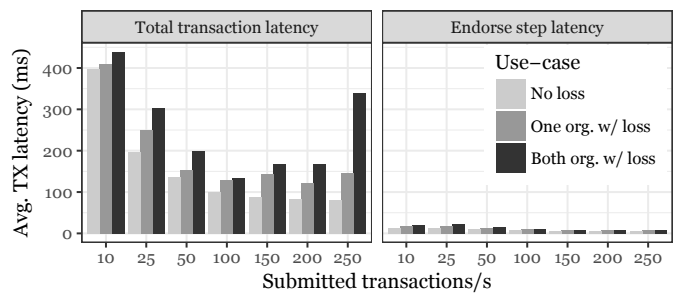 Total transaction latency
Endorse step latency
Avg. TX latency (ms)
400
300
200
100
0
Use−case
No loss
One org. w/ loss
Both org. w/ loss
10 25 50 100 150 200 250
10 25 50 100 150 200 250
Submitted transactions/s